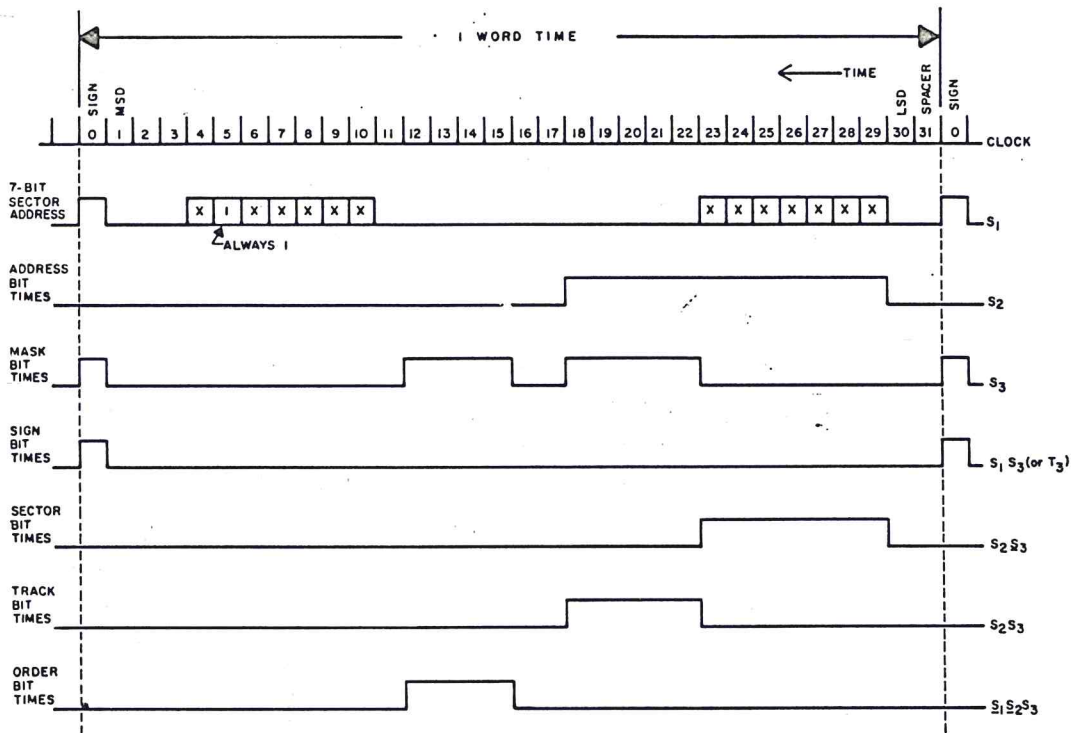 1 WORD TIME
TIME
SIGN
MSD
LSD
SPACER
SIGN
0 1 2 3 4 5 6 7 8 9 10 11 12 13 14 15 16 17 18 19 20 21 22 23 24 25 26 27 28 29 30 31 0
CLOCK
7-BIT
SECTOR
ADDRESS
X 1 X X X X X
X X X X X X X
S1
ALWAYS 1
ADDRESS
BIT
TIMES
S2
MASK
BIT
TIMES
S3
SIGN
BIT
TIMES
S1 S3 (or T3)
SECTOR
BIT
TIMES
S2 S̲3
TRACK
BIT
TIMES
S2 S3
ORDER
BIT
TIMES
S̲1 S̲2 S3